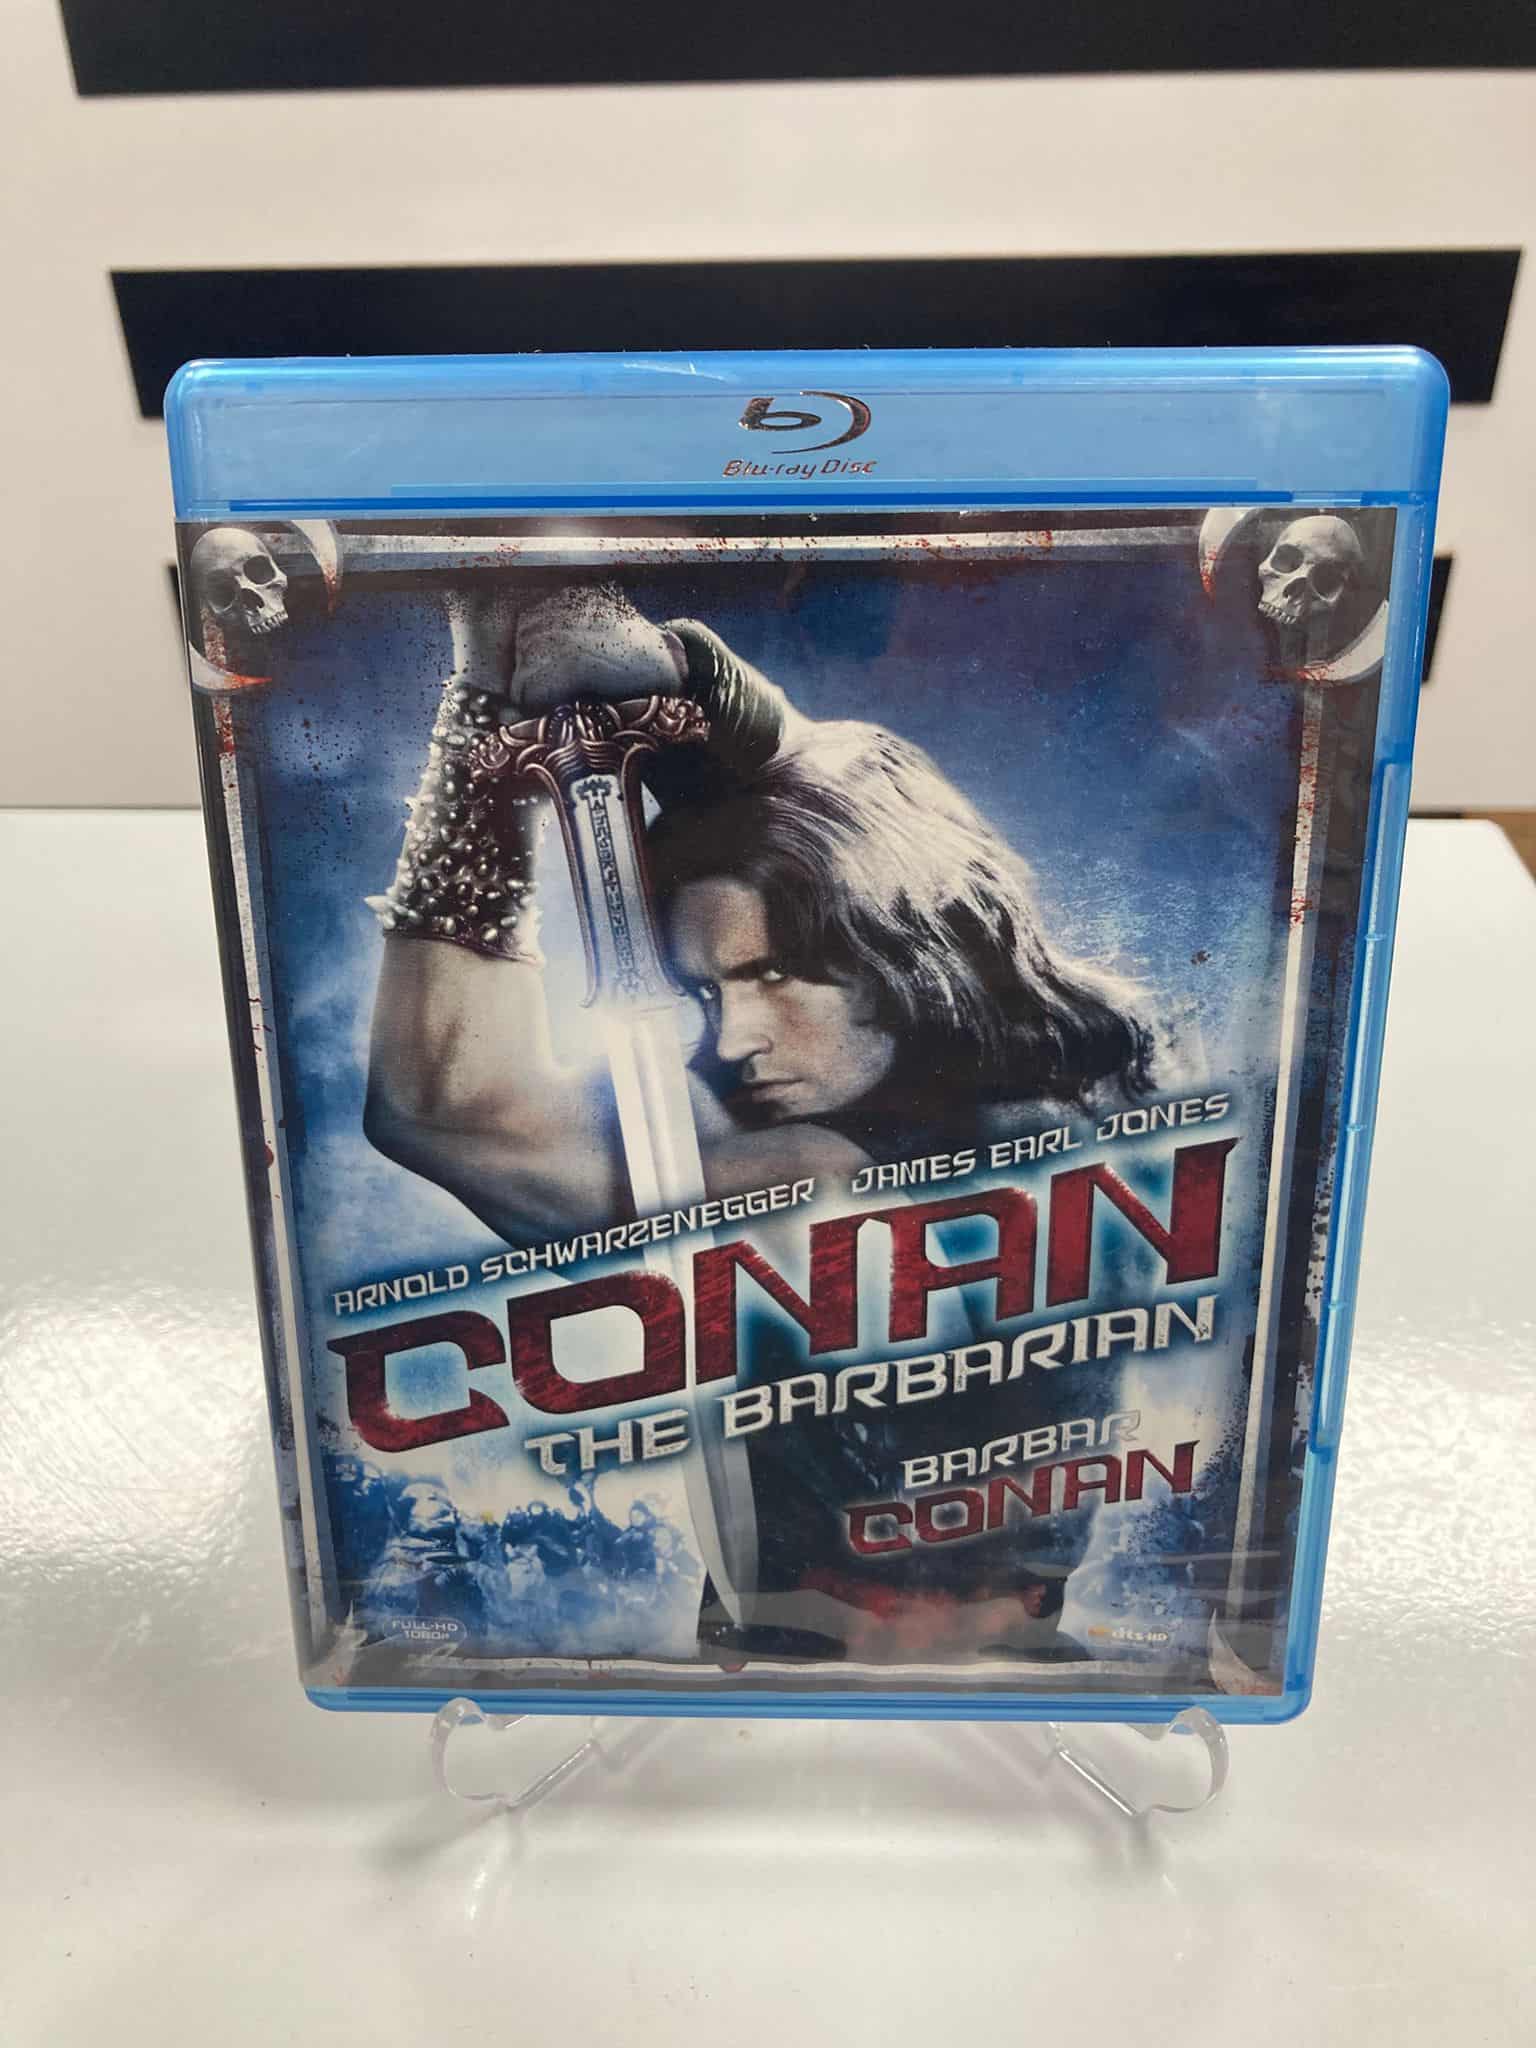 Blu-ray Disc
ARNOLD SCHWARZENEGGER JAMES EARL JONES
CONAN
THE BARBARIAN
BARBAR
CONAN
FULL-HD
1080p
dts-HD